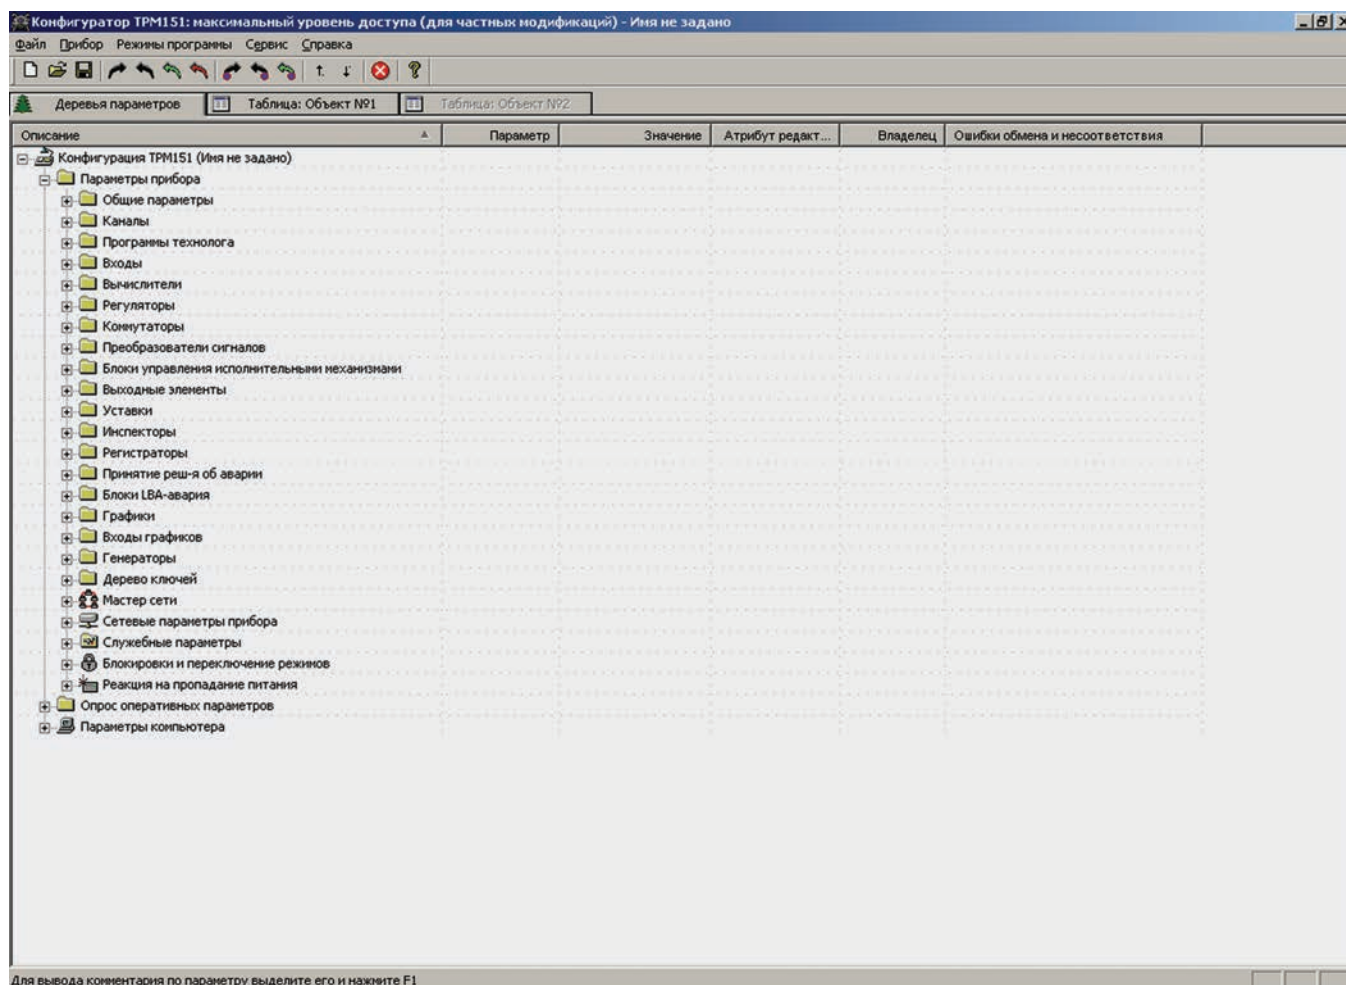 Конфигуратор ТРМ151: максимальный уровень доступа (для частных модификаций) - Имя не задано
Файл Прибор Режимы программы Сервис Справка
Деревья параметров Таблица: Объект №1 Таблица: Объект №2
Описание Параметр Значение Атрибут редакт... Владелец Ошибки обмена и несоответствия
Конфигурация ТРМ151 (Имя не задано)
Параметры прибора
Общие параметры
Каналы
Программы технолога
Входы
Вычислители
Регуляторы
Коммутаторы
Преобразователи сигналов
Блоки управления исполнительными механизмами
Выходные элементы
Уставки
Инспекторы
Регистраторы
Принятие реш-я об аварии
Блоки LBA-авария
Графики
Входы графиков
Генераторы
Дерево ключей
Мастер сети
Сетевые параметры прибора
Служебные параметры
Блокировки и переключение режимов
Реакция на пропадание питания
Опрос оперативных параметров
Параметры компьютера
Для вывода комментария по параметру выделите его и нажмите F1